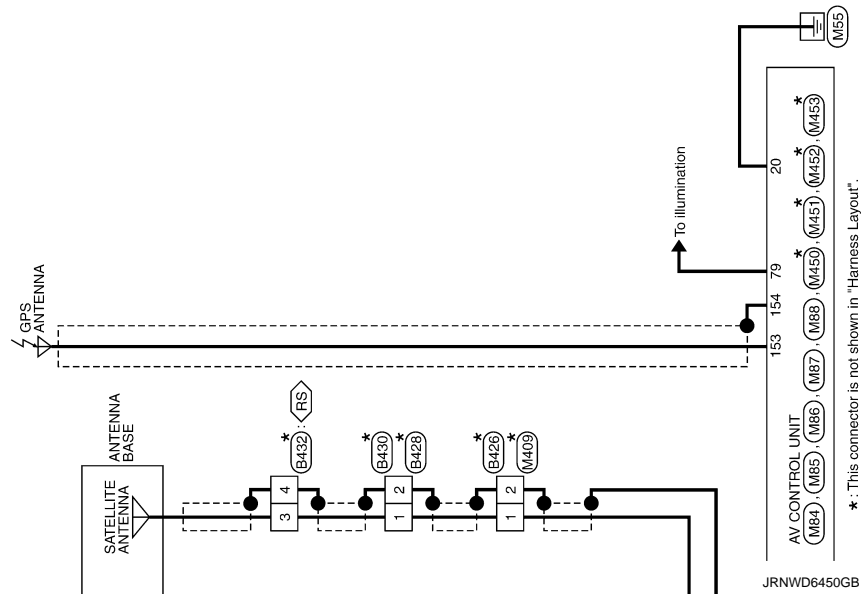 GPS
ANTENNA
ANTENNA
BASE
SATELLITE
ANTENNA
3
4
* B432 : RS
1
2
* B430
* B428
1
2
* B426
* M409
To illumination
153
154
79
20
M55
AV CONTROL UNIT
M84 , M85 , M86 , M87 , M88 , * M450 , * M451 , * M452 , * M453
* : This connector is not shown in "Harness Layout".
JRNWD6450GB